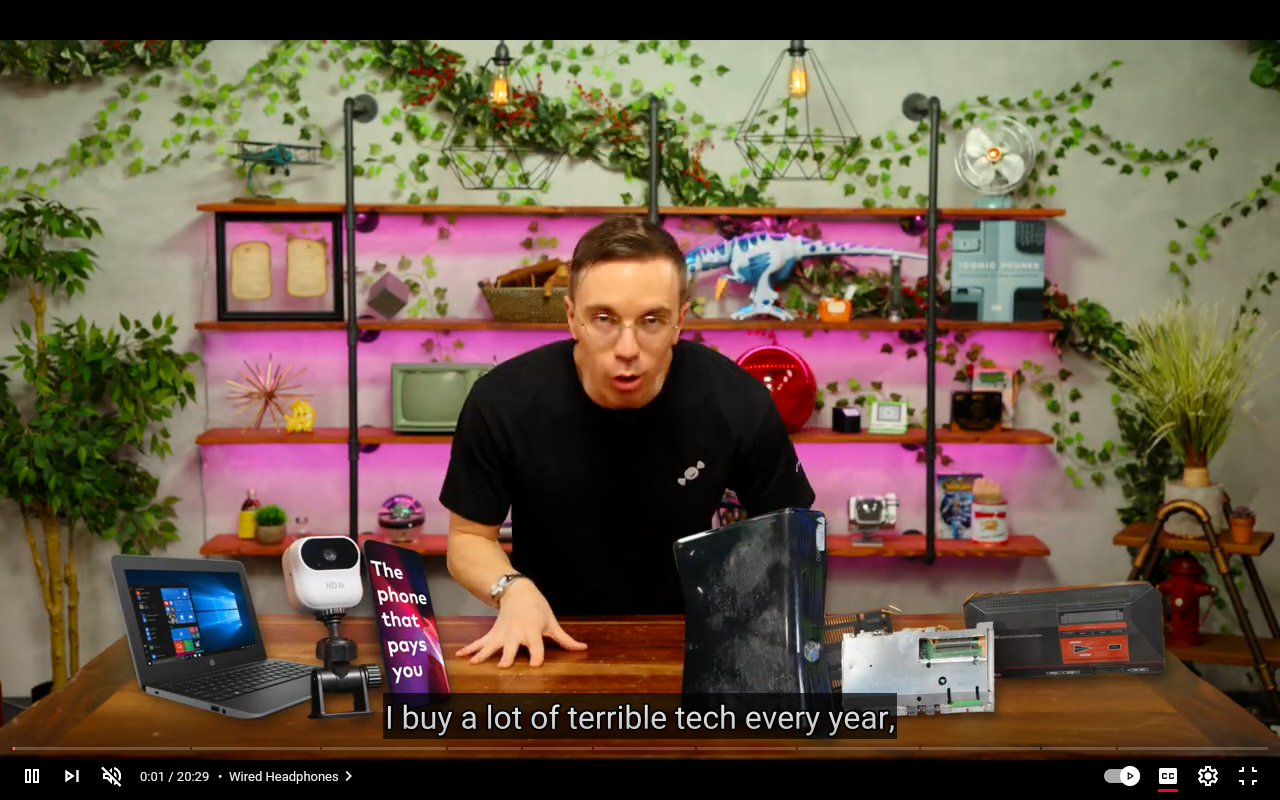 ICONIC PHONES
HD
The
phone
that
pays
you
I buy a lot of terrible tech every year,
0:01 / 20:29 • Wired Headphones
CC